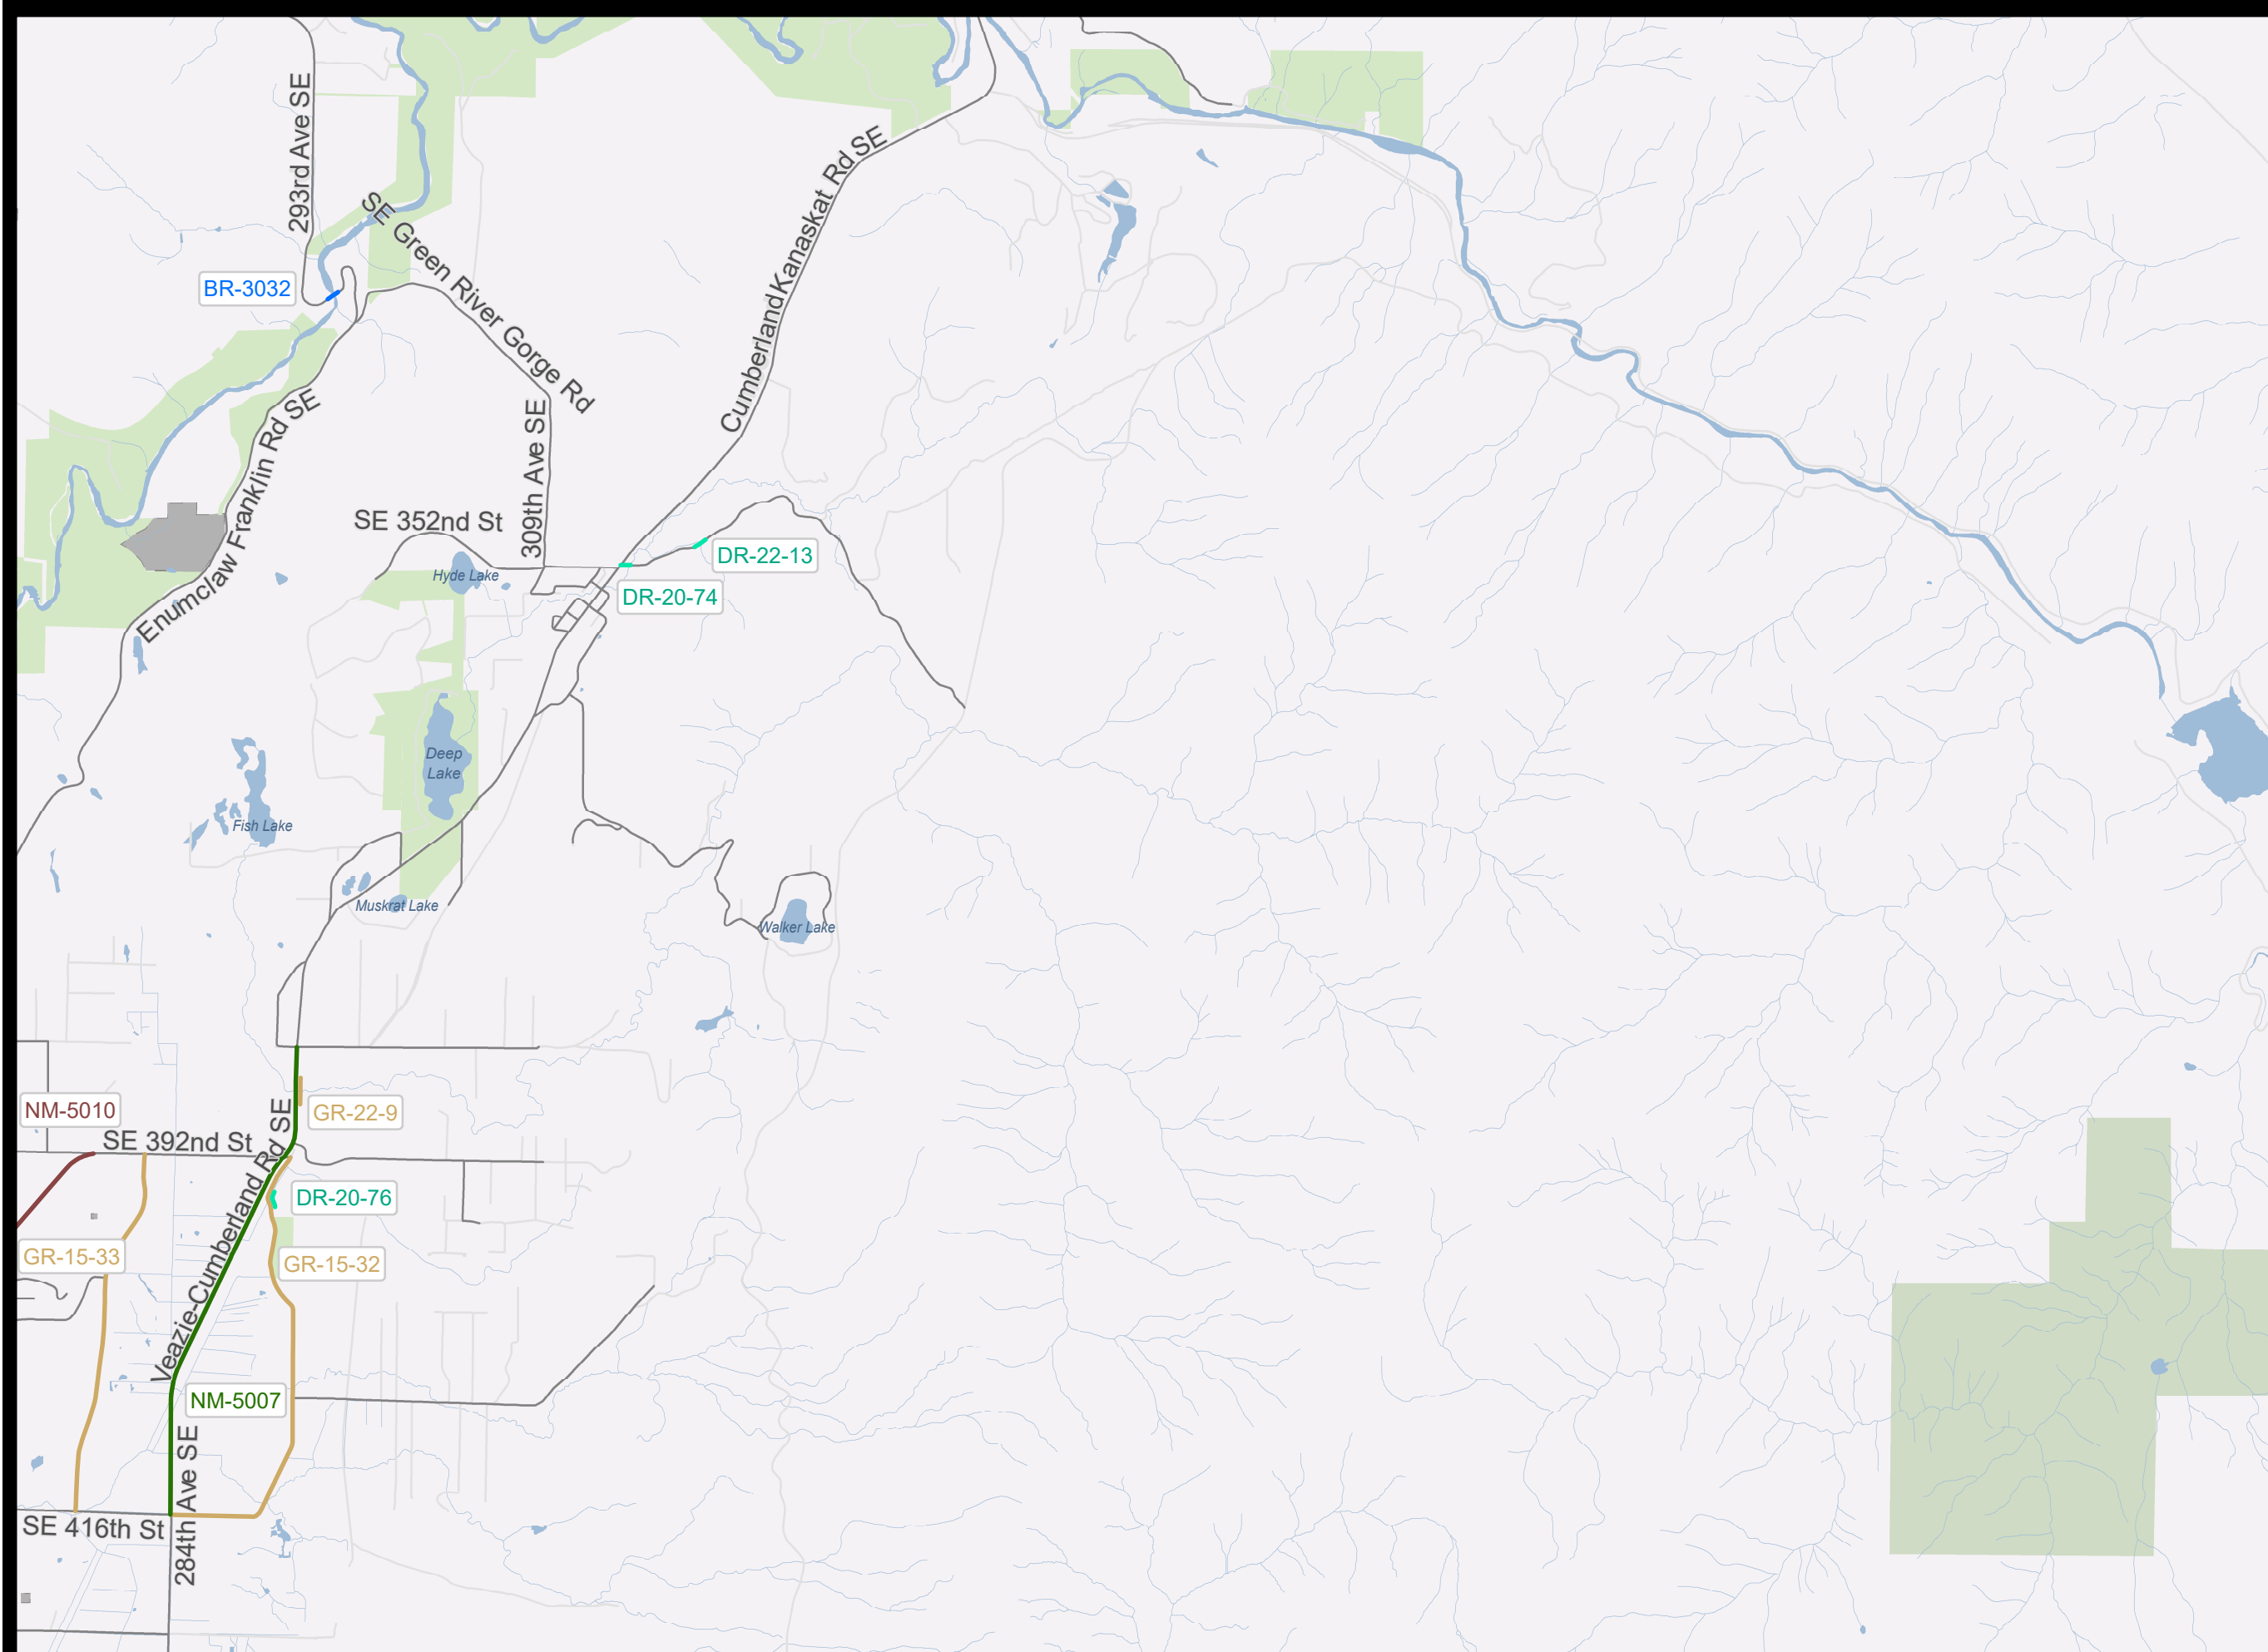 293rd Ave SE
SE Green River Gorge Rd
Cumberland Kanaskat Rd SE
BR-3032
Enumclaw Franklin Rd SE
309th Ave SE
SE 352nd St
DR-22-13
Hyde Lake
DR-20-74
Deep
Lake
Fish Lake
Muskrat Lake
Walker Lake
NM-5010
GR-22-9
SE 392nd St
Veazie-Cumberland Rd SE
DR-20-76
GR-15-33
GR-15-32
NM-5007
284th Ave SE
SE 416th St